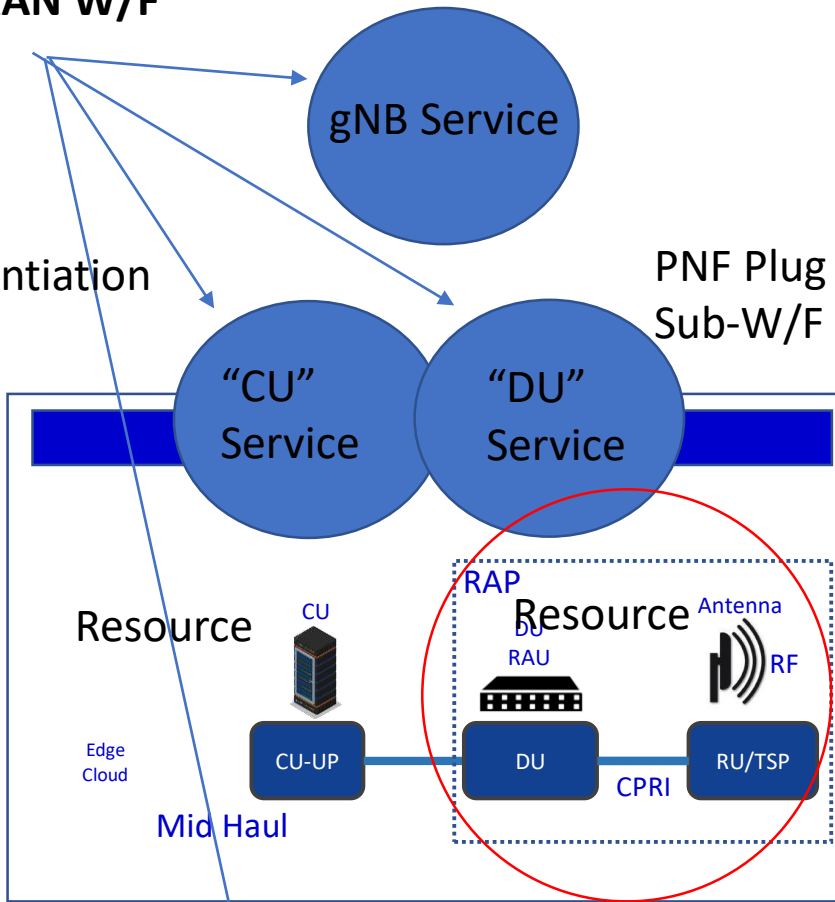 AN W/F
gNB Service
ntiation
PNF Plug
Sub-W/F
“CU”
Service
“DU”
Service
RAP
Resource
CU
Resource
Antenna
DU
RAU
RF
Edge
Cloud
CU-UP
DU
RU/TSP
CPRI
Mid Haul